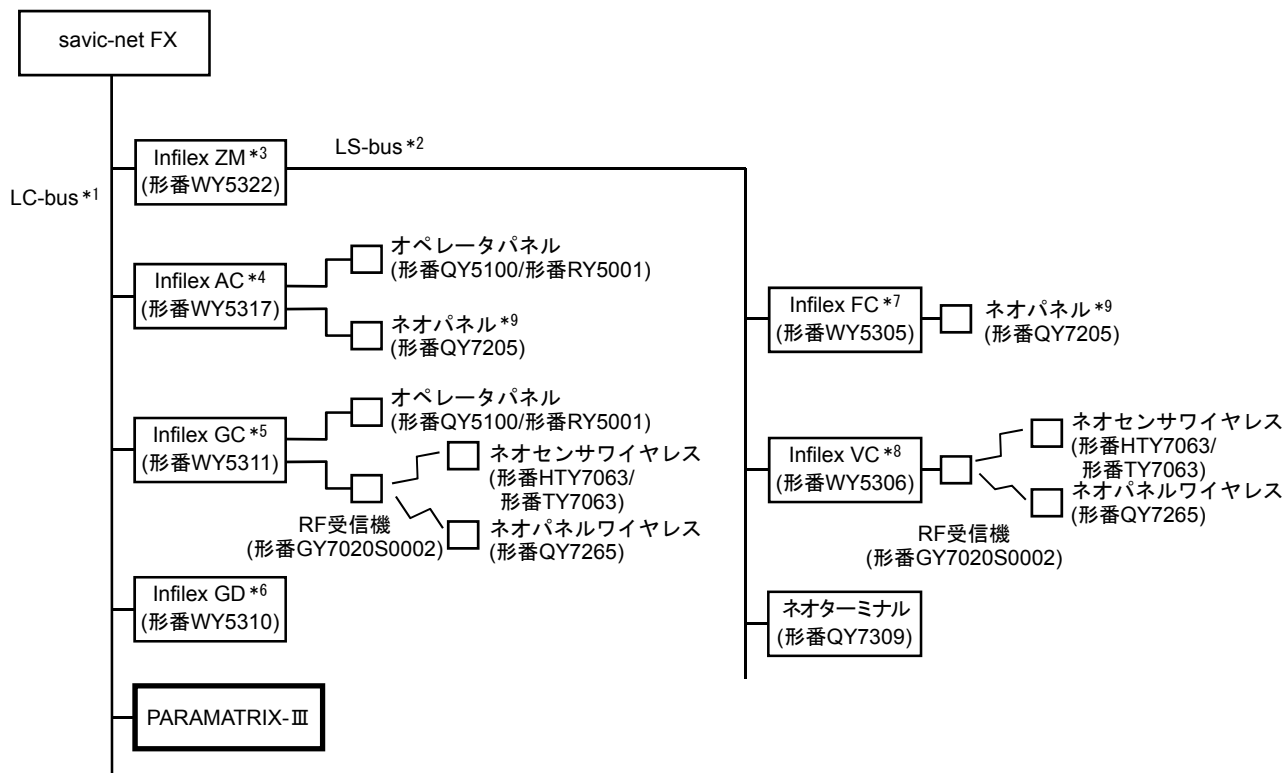 savic-net FX
LC-bus *1
Infilex ZM *3
(形番WY5322)
LS-bus *2
Infilex AC *4
(形番WY5317)
オペレータパネル
(形番QY5100/形番RY5001)
ネオパネル *9
(形番QY7205)
Infilex GC *5
(形番WY5311)
オペレータパネル
(形番QY5100/形番RY5001)
ネオセンサワイヤレス
(形番HTY7063/
形番TY7063)
RF受信機
(形番GY7020S0002)
ネオパネルワイヤレス
(形番QY7265)
Infilex GD *6
(形番WY5310)
PARAMATRIX-Ⅲ
Infilex FC *7
(形番WY5305)
ネオパネル *9
(形番QY7205)
Infilex VC *8
(形番WY5306)
ネオセンサワイヤレス
(形番HTY7063/
形番TY7063)
ネオパネルワイヤレス
(形番QY7265)
RF受信機
(形番GY7020S0002)
ネオターミナル
(形番QY7309)